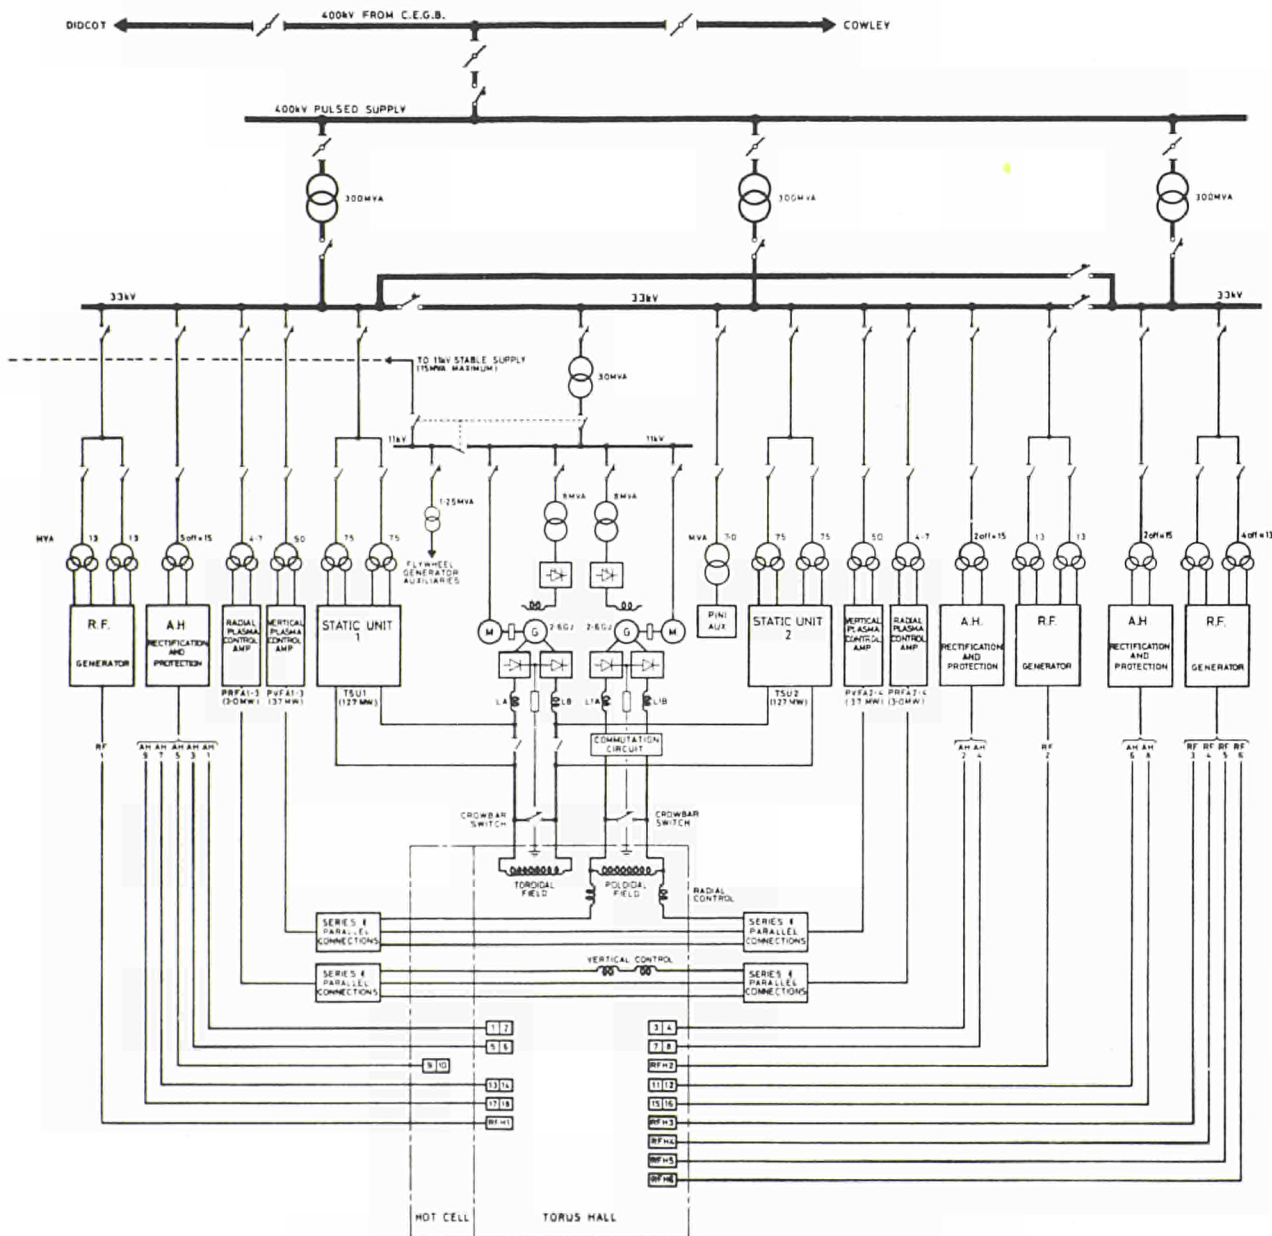 400kV FROM C.E.G.B.
DIDCOT
COWLEY
400kV PULSED SUPPLY
300MVA
300MVA
300MVA
33kV
33kV
33kV
TO 11kV STABLE SUPPLY
(15MVA MAXIMUM)
30MVA
11kV
11kV
1·25MVA
8MVA
8MVA
FLYWHEEL
GENERATOR
AUXILIARIES
MVA
13
13
5off=15
4·7
50
75
75
MVA
7·0
75
75
50
4·7
2off=15
13
13
2off=15
4off=13
R.F.
GENERATOR
A.H
RECTIFICATION
AND
PROTECTION
RADIAL
PLASMA
CONTROL
AMP
VERTICAL
PLASMA
CONTROL
AMP
STATIC UNIT
1
M
G
2·6GJ
2·6GJ
G
M
PINI
AUX
STATIC UNIT
2
VERTICAL
PLASMA
CONTROL
AMP
RADIAL
PLASMA
CONTROL
AMP
A.H.
RECTIFICATION
AND
PROTECTION
R.F.
GENERATOR
A.H.
RECTIFICATION
AND
PROTECTION
R.F.
GENERATOR
PRFA1-3
(3·0MW)
PVFA1-3
(37MW)
TSU1
(127MW)
LA
LB
L1A
L1B
TSU2
(127MW)
PVFA2-4
(37MW)
PRFA2-4
(3·0MW)
COMMUTATION
CIRCUIT
RF
1
AH AH AH AH AH
9 7 5 3 1
AH AH
2 4
RF
2
AH AH
6 8
RF RF RF RF
3 4 5 6
CROWBAR
SWITCH
CROWBAR
SWITCH
TOROIDAL
FIELD
POLOIDAL
FIELD
RADIAL
CONTROL
SERIES &
PARALLEL
CONNECTIONS
SERIES &
PARALLEL
CONNECTIONS
VERTICAL CONTROL
SERIES &
PARALLEL
CONNECTIONS
SERIES &
PARALLEL
CONNECTIONS
1 2
3 4
5 6
7 8
9 10
RFH2
13 14
11 12
17 18
15 16
RFH1
RFH3
RFH4
RFH5
RFH6
HOT CELL
TORUS HALL